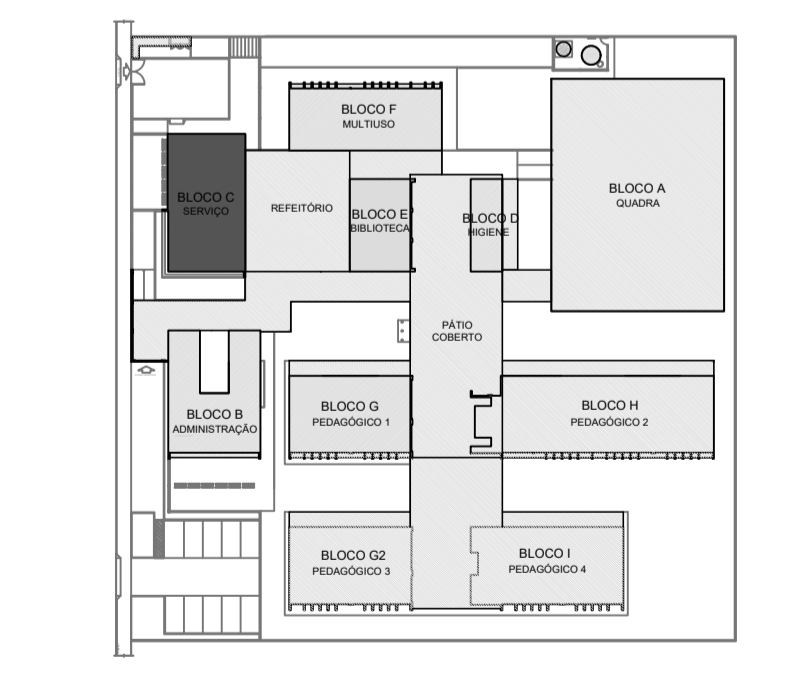 BLOCO F
MULTIUSO
BLOCO A
QUADRA
BLOCO C
SERVIÇO
REFEITÓRIO
BLOCO E
BIBLIOTECA
BLOCO D
HIGIENE
PÁTIO
COBERTO
BLOCO B
ADMINISTRAÇÃO
BLOCO G
PEDAGÓGICO 1
BLOCO H
PEDAGÓGICO 2
BLOCO G2
PEDAGÓGICO 3
BLOCO I
PEDAGÓGICO 4